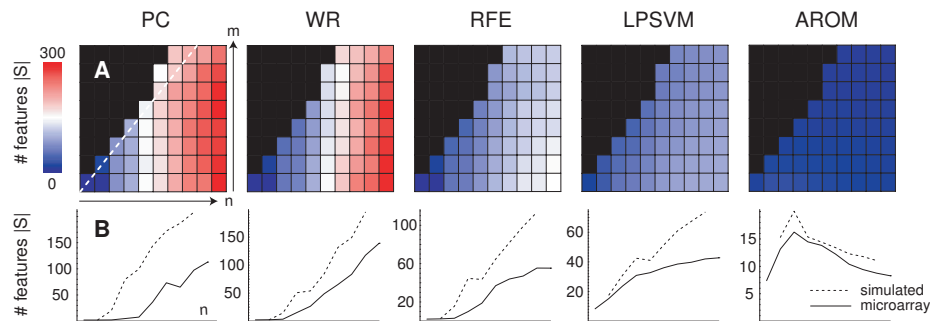 PC WR RFE LPSVM AROM
m
300
A
# features |S|
0
n
B
# features |S|
150
100
50
n
150
100
50
100
60
20
60
40
20
15
10
5
simulated
microarray